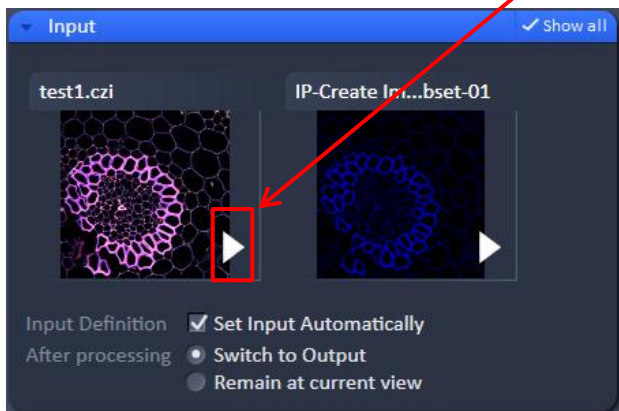 Input
Show all
test1.czi
IP-Create Im...bset-01
Input Definition Set Input Automatically
After processing Switch to Output
Remain at current view